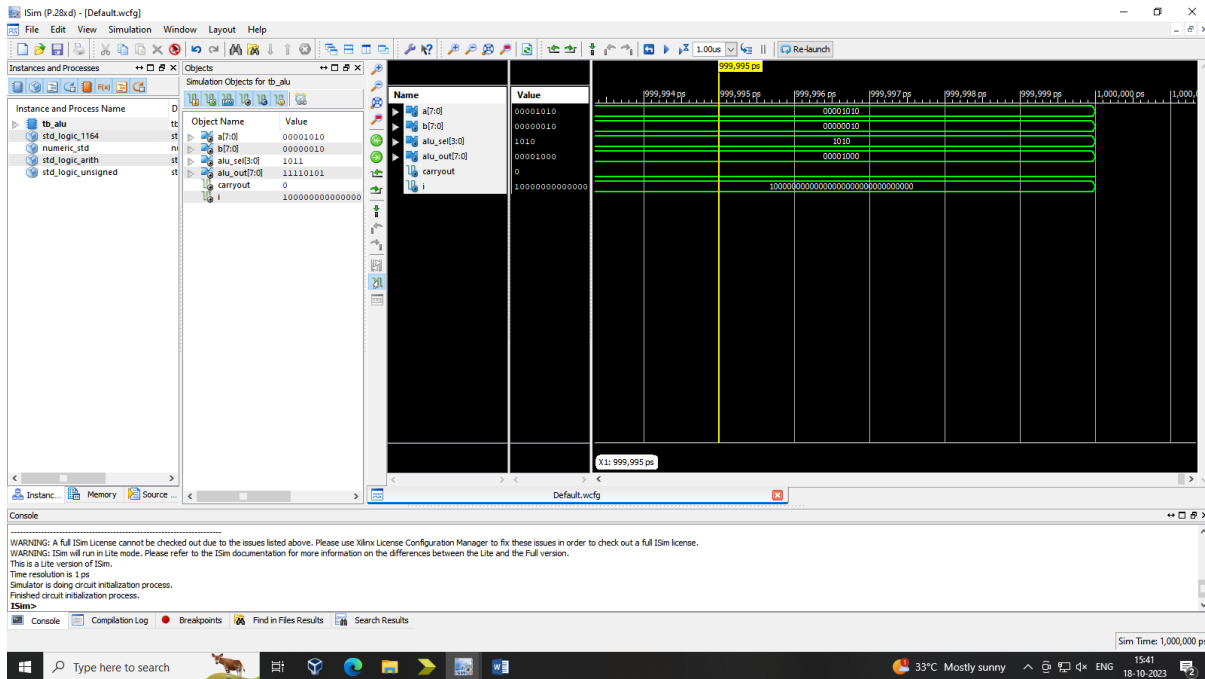 ISim (P.28xd) - [Default.wcfg]
File Edit View Simulation Window Layout Help
1.00us Re-launch
Instances and Processes
Objects
Simulation Objects for tb_alu
Instance and Process Name D
tb_alu tb
std_logic_1164 st
numeric_std
std_logic_arith st
std_logic_unsigned st
Object Name Value
a[7:0] 00001010
b[7:0] 00000010
alu_sel[3:0] 1011
alu_out[7:0] 11110101
carryout 0
i 100000000000000
999,995 ps
Name Value
999,994 ps 999,995 ps 999,996 ps 999,997 ps 999,998 ps 999,999 ps 1,000,000 ps 1,000,
a[7:0] 00001010 00001010
b[7:0] 00000010 00000010
alu_sel[3:0] 1010 1010
alu_out[7:0] 00001000 00001000
carryout 0
i 10000000000000 10000000000000000000000000000000
X1: 999,995 ps
Instanc... Memory Source ...
Default.wcfg
Console
WARNING: A full ISim License cannot be checked out due to the issues listed above. Please use Xilinx License Configuration Manager to fix these issues in order to check out a full ISim license.
WARNING: ISim will run in Lite mode. Please refer to the ISim documentation for more information on the differences between the Lite and the Full version.
This is a Lite version of ISim.
Time resolution is 1 ps
Simulator is doing circuit initialization process.
Finished circuit initialization process.
ISim>
Console Compilation Log Breakpoints Find in Files Results Search Results
Sim Time: 1,000,000 ps
Type here to search
33°C Mostly sunny ENG
15:41
18-10-2023
2